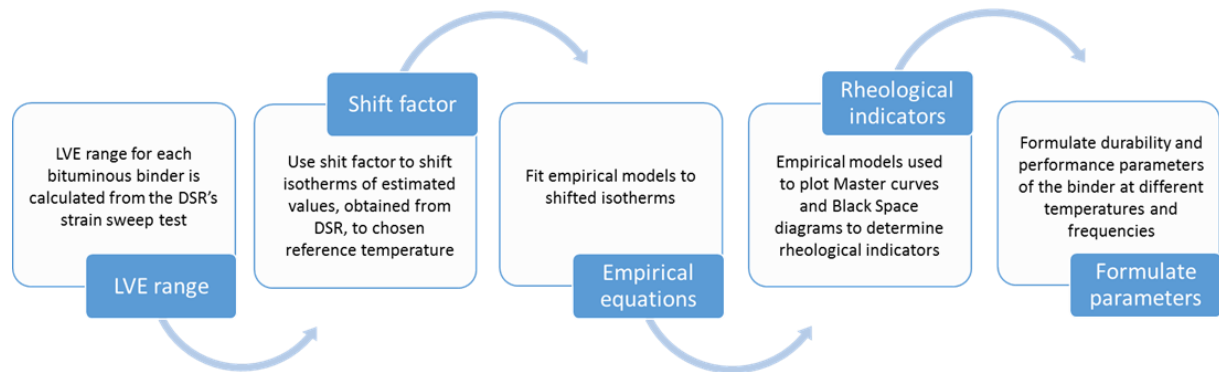 LVE range for each
bituminous binder is
calculated from the DSR's
strain sweep test
LVE range
Shift factor
Use shit factor to shift
isotherms of estimated
values, obtained from
DSR, to chosen
reference temperature
Fit empirical models to
shifted isotherms
Empirical
equations
Rheological
indicators
Empirical models used
to plot Master curves
and Black Space
diagrams to determine
rheological indicators
Formulate durability and
performance parameters
of the binder at different
temperatures and
frequencies
Formulate
parameters